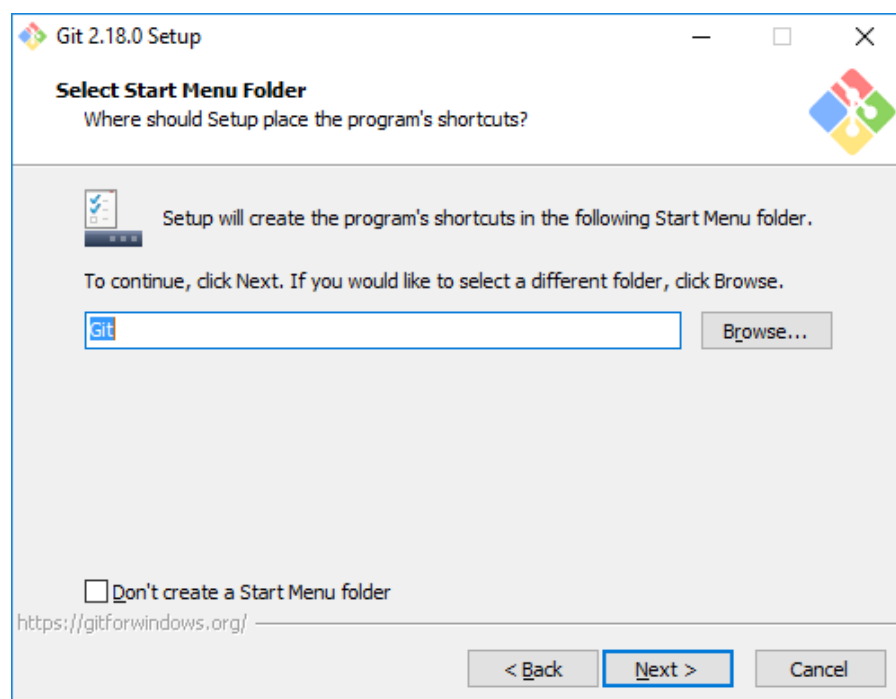 Git 2.18.0 Setup
Select Start Menu Folder
Where should Setup place the program's shortcuts?
Setup will create the program's shortcuts in the following Start Menu folder.
To continue, click Next. If you would like to select a different folder, click Browse.
Git
Browse...
Don't create a Start Menu folder
https://gitforwindows.org/
< Back
Next >
Cancel